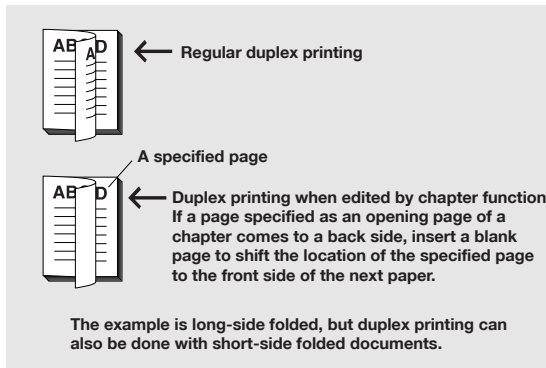 ABCD
A
Regular duplex printing
A specified page
AB D
Duplex printing when edited by chapter function
If a page specified as an opening page of a
chapter comes to a back side, insert a blank
page to shift the location of the specified page
to the front side of the next paper.
The example is long-side folded, but duplex printing can
also be done with short-side folded documents.